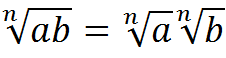 ⁿ√(ab) = ⁿ√a ⁿ√b